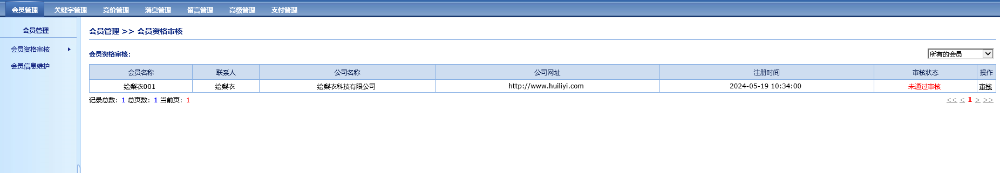 会员管理 关键字管理 竞价管理 消息管理 留言管理 高级管理 支付管理
会员管理
会员资格审核
会员信息维护
会员管理 >> 会员资格审核
会员资格审核:
所有的会员
会员名称 联系人 公司名称 公司网址 注册时间 审核状态 操作
绘梨衣001 绘梨衣 绘梨衣科技有限公司 http://www.huiliyi.com 2024-05-19 10:34:00 未通过审核 审核
记录总数: 1 总页数: 1 当前页: 1
<< < 1 > >>